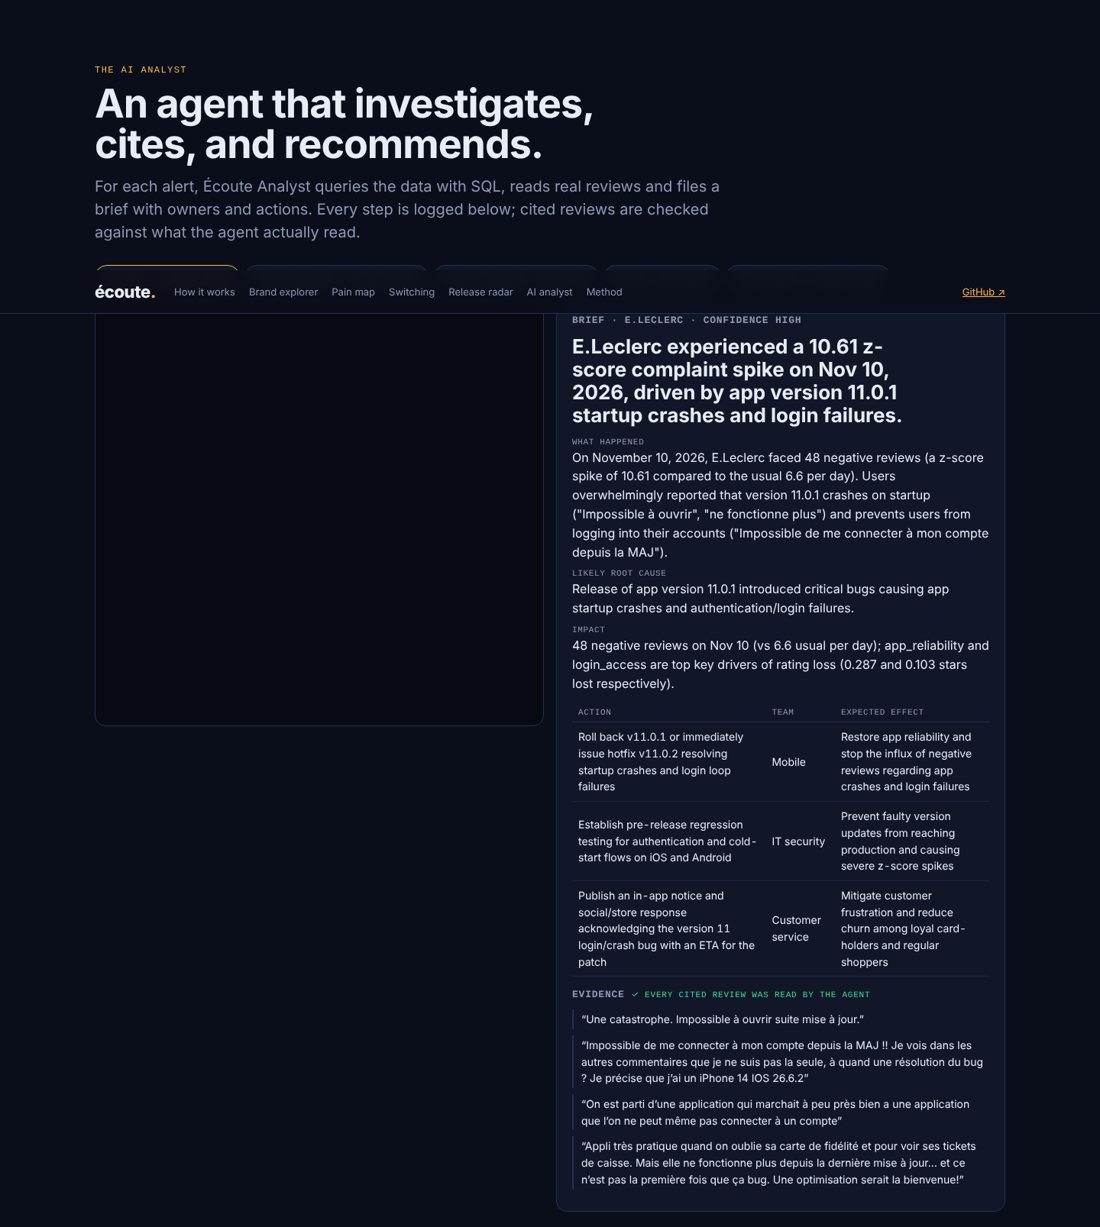 THE AI ANALYST
An agent that investigates,
cites, and recommends.
For each alert, Écoute Analyst queries the data with SQL, reads real reviews and files a
brief with owners and actions. Every step is logged below; cited reviews are checked
against what the agent actually read.
écoute. How it works Brand explorer Pain map Switching Release radar AI analyst Method GitHub ↗
BRIEF · E.LECLERC · CONFIDENCE HIGH
E.Leclerc experienced a 10.61 z-
score complaint spike on Nov 10,
2026, driven by app version 11.0.1
startup crashes and login failures.
WHAT HAPPENED
On November 10, 2026, E.Leclerc faced 48 negative reviews (a z-score
spike of 10.61 compared to the usual 6.6 per day). Users
overwhelmingly reported that version 11.0.1 crashes on startup
("Impossible à ouvrir", "ne fonctionne plus") and prevents users from
logging into their accounts ("Impossible de me connecter à mon compte
depuis la MAJ").
LIKELY ROOT CAUSE
Release of app version 11.0.1 introduced critical bugs causing app
startup crashes and authentication/login failures.
IMPACT
48 negative reviews on Nov 10 (vs 6.6 usual per day); app_reliability and
login_access are top key drivers of rating loss (0.287 and 0.103 stars
lost respectively).
ACTION TEAM EXPECTED EFFECT
Roll back v11.0.1 or immediately
issue hotfix v11.0.2 resolving
startup crashes and login loop
failures
Mobile
Restore app reliability and
stop the influx of negative
reviews regarding app
crashes and login failures
Establish pre-release regression
testing for authentication and cold-
start flows on iOS and Android
IT security
Prevent faulty version
updates from reaching
production and causing
severe z-score spikes
Publish an in-app notice and
social/store response
acknowledging the version 11
login/crash bug with an ETA for the
patch
Customer
service
Mitigate customer
frustration and reduce
churn among loyal card-
holders and regular
shoppers
EVIDENCE ✓ EVERY CITED REVIEW WAS READ BY THE AGENT
“Une catastrophe. Impossible à ouvrir suite mise à jour.”
“Impossible de me connecter à mon compte depuis la MAJ !! Je vois dans les
autres commentaires que je ne suis pas la seule, à quand une résolution du bug
? Je précise que j’ai un iPhone 14 IOS 26.6.2”
“On est parti d’une application qui marchait à peu près bien a une application
que l’on ne peut même pas connecter à un compte”
“Appli très pratique quand on oublie sa carte de fidélité et pour voir ses tickets
de caisse. Mais elle ne fonctionne plus depuis la dernière mise à jour... et ce
n’est pas la première fois que ça bug. Une optimisation serait la bienvenue!”